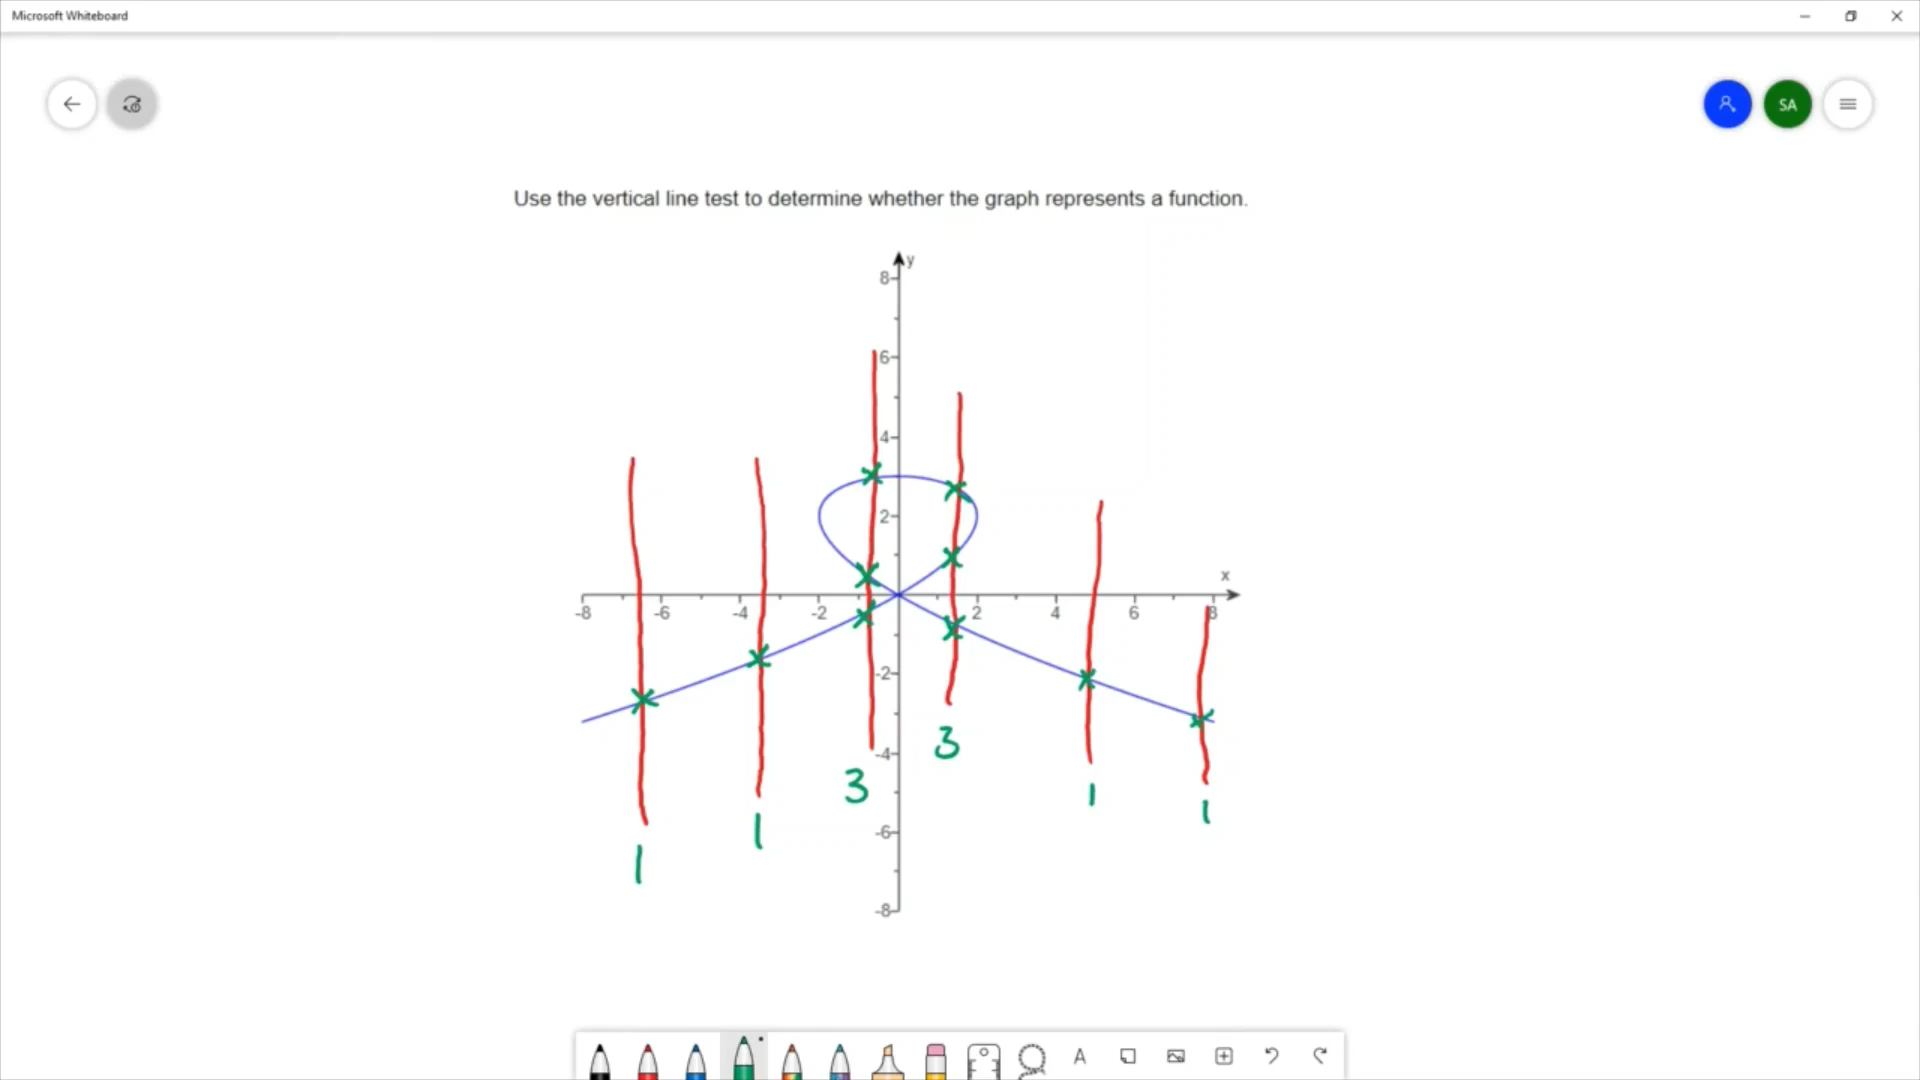 Microsoft Whiteboard
SA
Use the vertical line test to determine whether the graph represents a function.
y
8
6
4
2
x
-8 -6 -4 -2 2 4 6 8
-2
-4
-6
-8
3
3
1
1
1
1
A